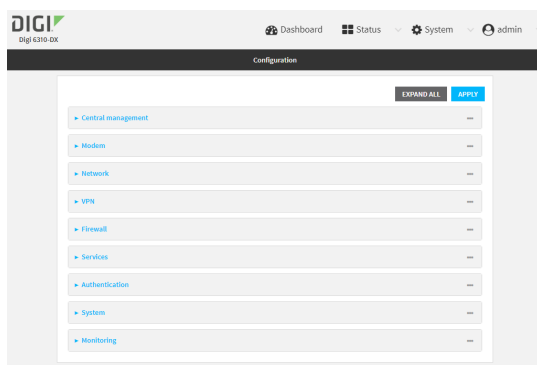 DIGI
Digi 6310-DX
Dashboard Status System admin
Configuration
EXPAND ALL APPLY
Central management
Modem
Network
VPN
Firewall
Services
Authentication
System
Monitoring